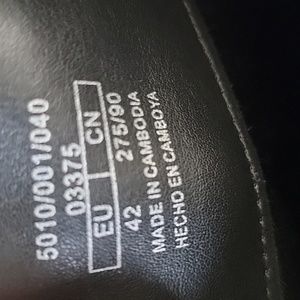 5010/001/040
03375
EU | CN
42 275/90
MADE IN CAMBODIA
HECHO EN CAMBOYA